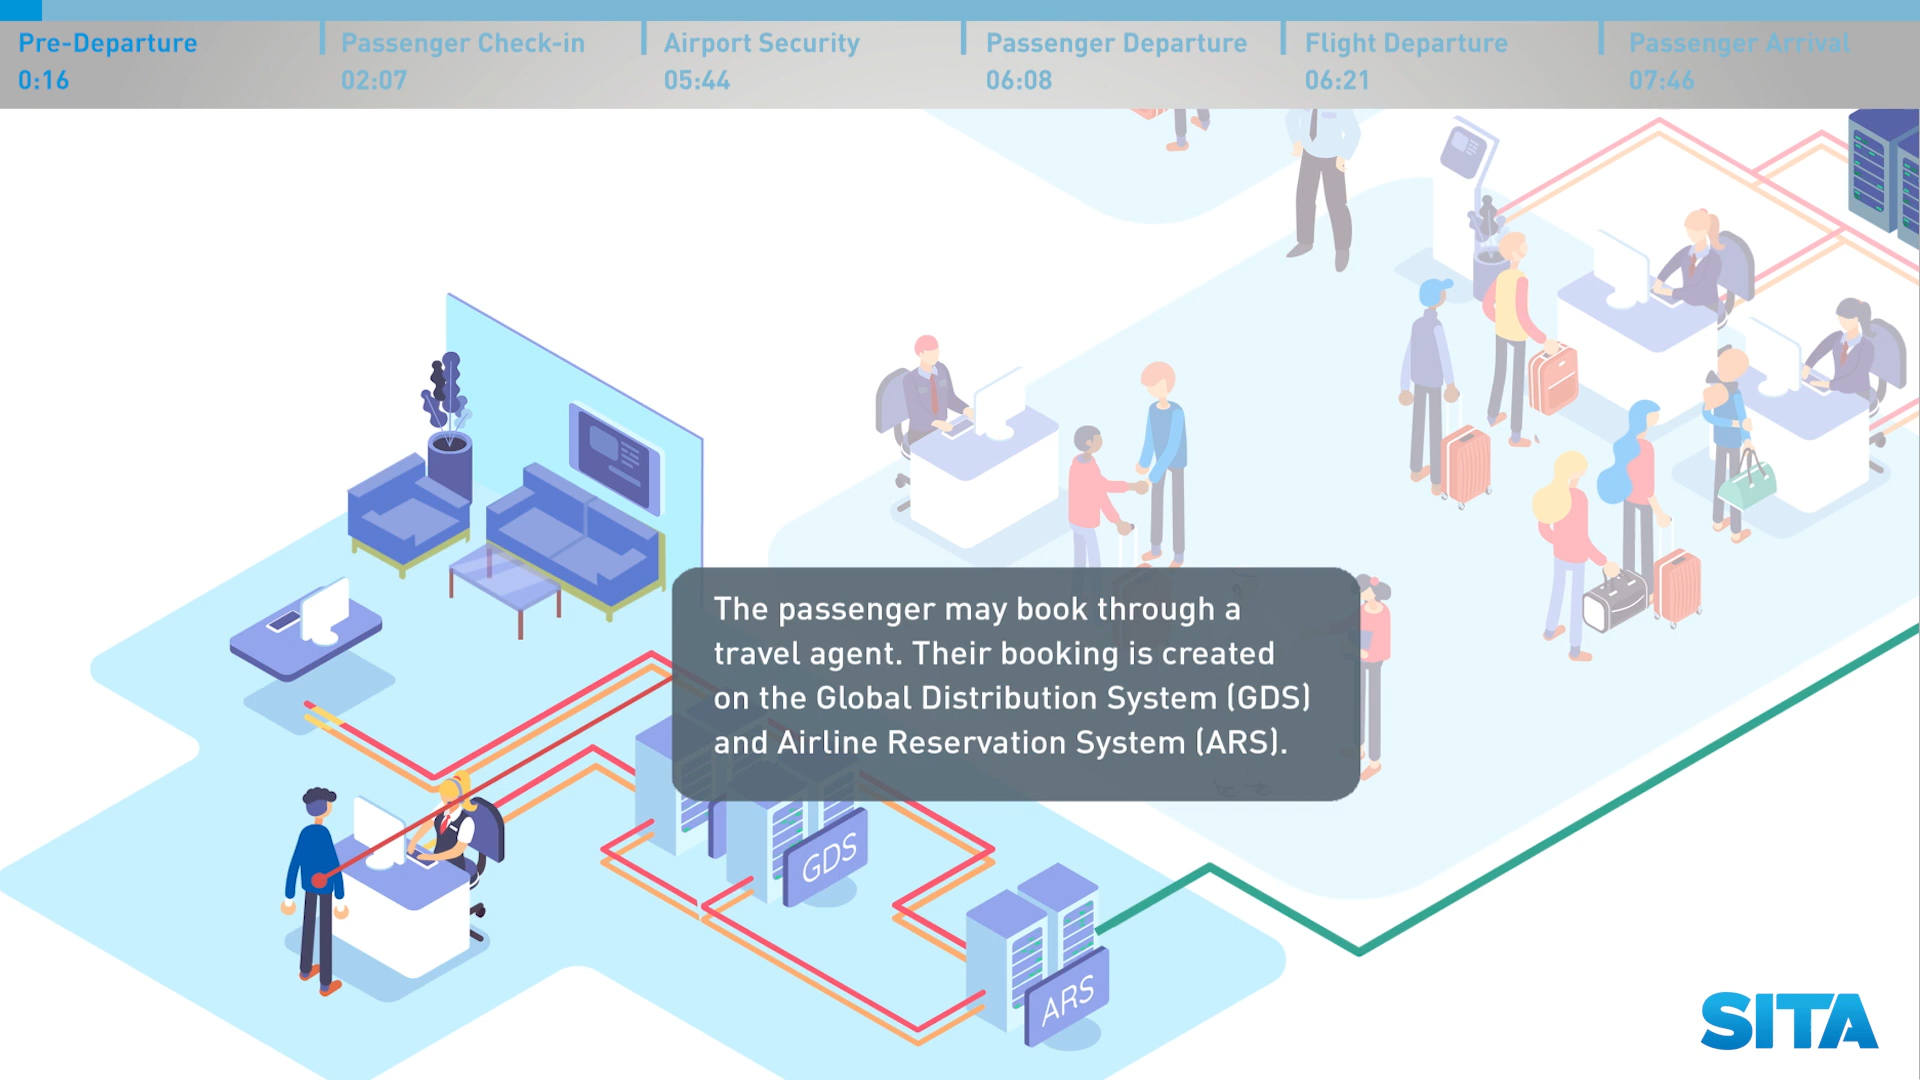 Pre-Departure
0:16
Passenger Check-in
02:07
Airport Security
05:44
Passenger Departure
06:08
Flight Departure
06:21
Passenger Arrival
07:46
The passenger may book through a
travel agent. Their booking is created
on the Global Distribution System (GDS)
and Airline Reservation System (ARS).
GDS
ARS
SITA